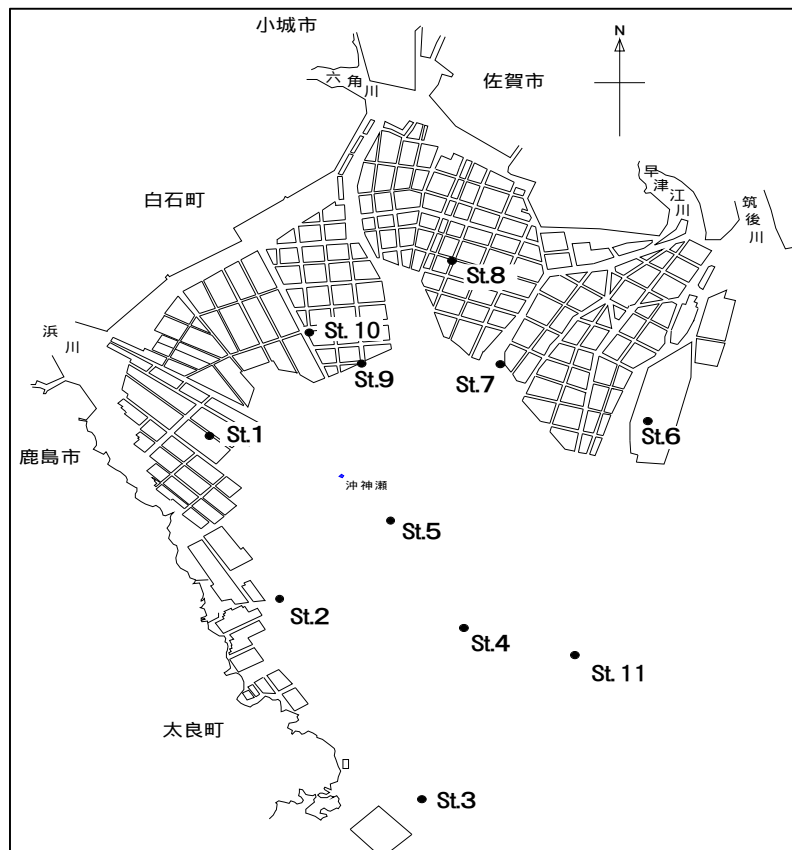 小城市
N
六角川
佐賀市
早津江川
筑後川
白石町
St.8
浜川
St. 10
St.9
St.7
St.6
St.1
鹿島市
沖神瀬
St.5
St.2
St.4
St. 11
太良町
St.3